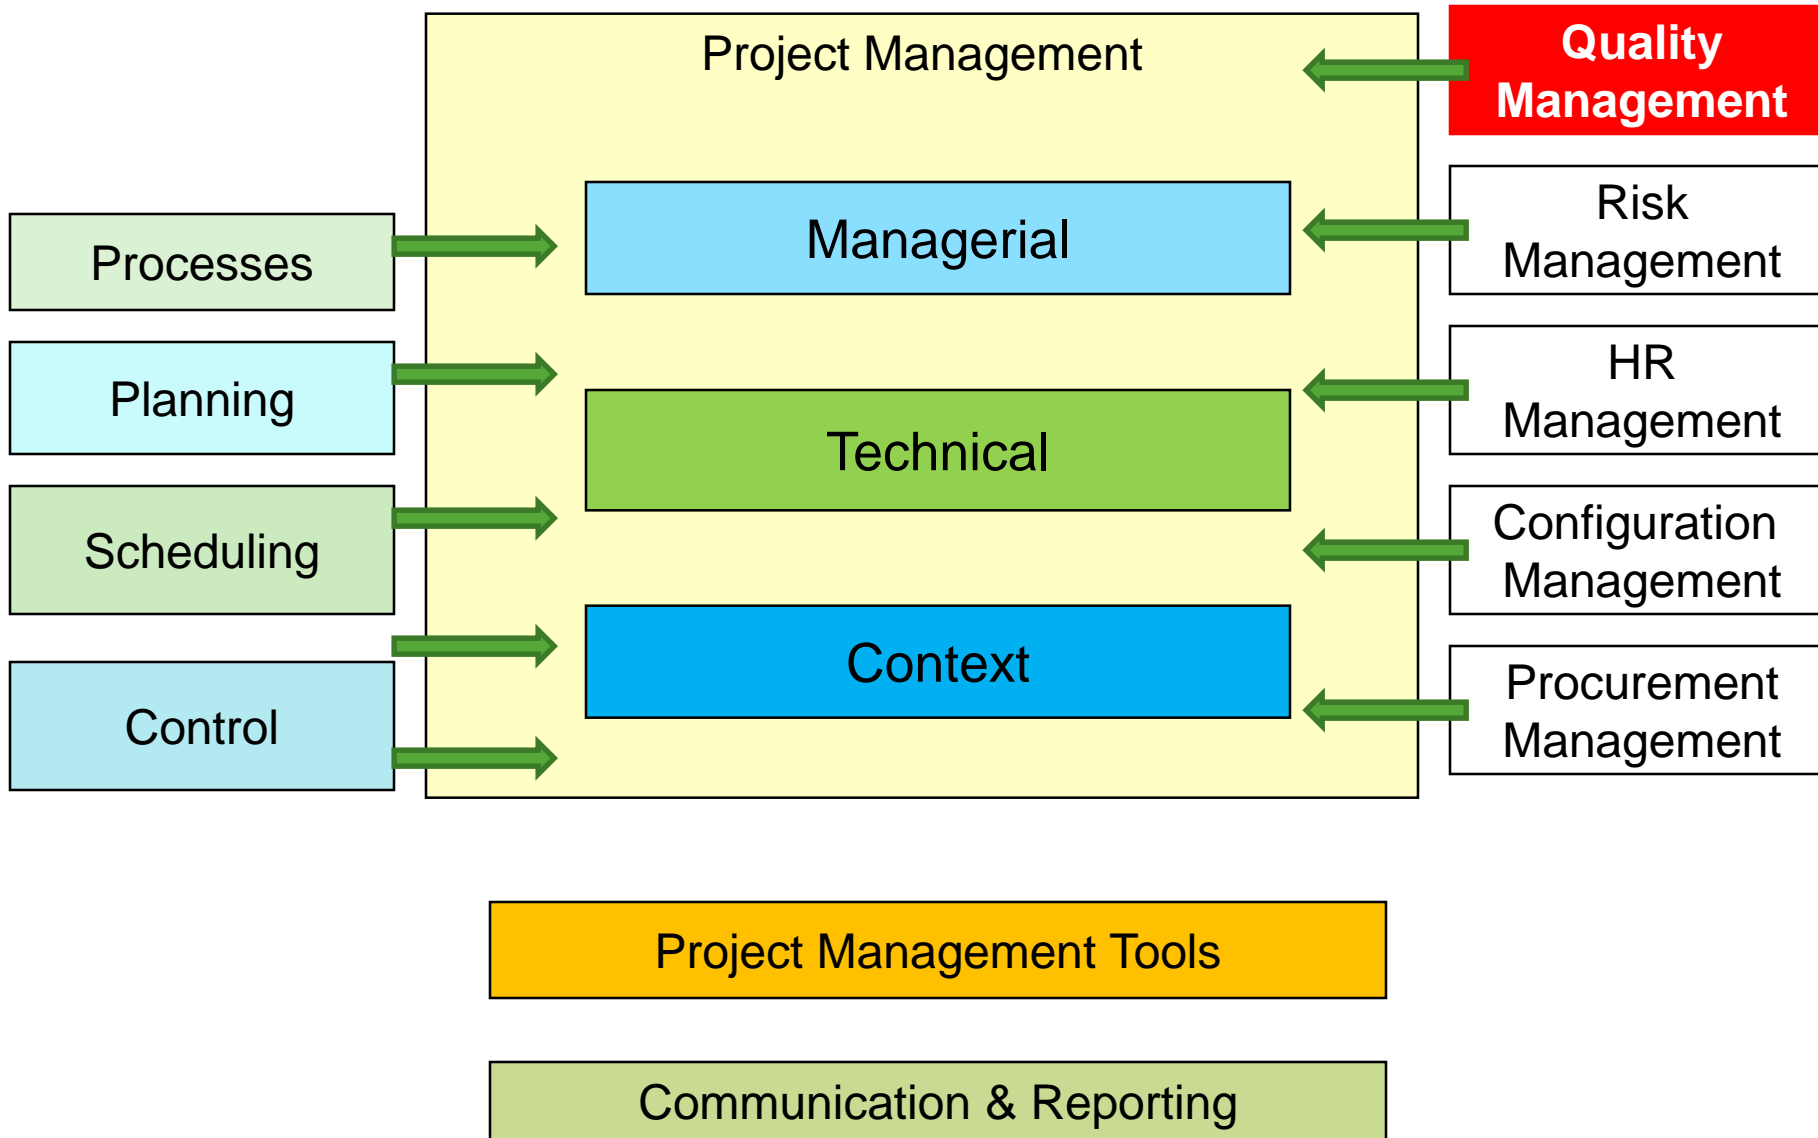 Project Management
Managerial
Technical
Context
Processes
Planning
Scheduling
Control
Quality
Management
Risk
Management
HR
Management
Configuration
Management
Procurement
Management
Project Management Tools
Communication & Reporting